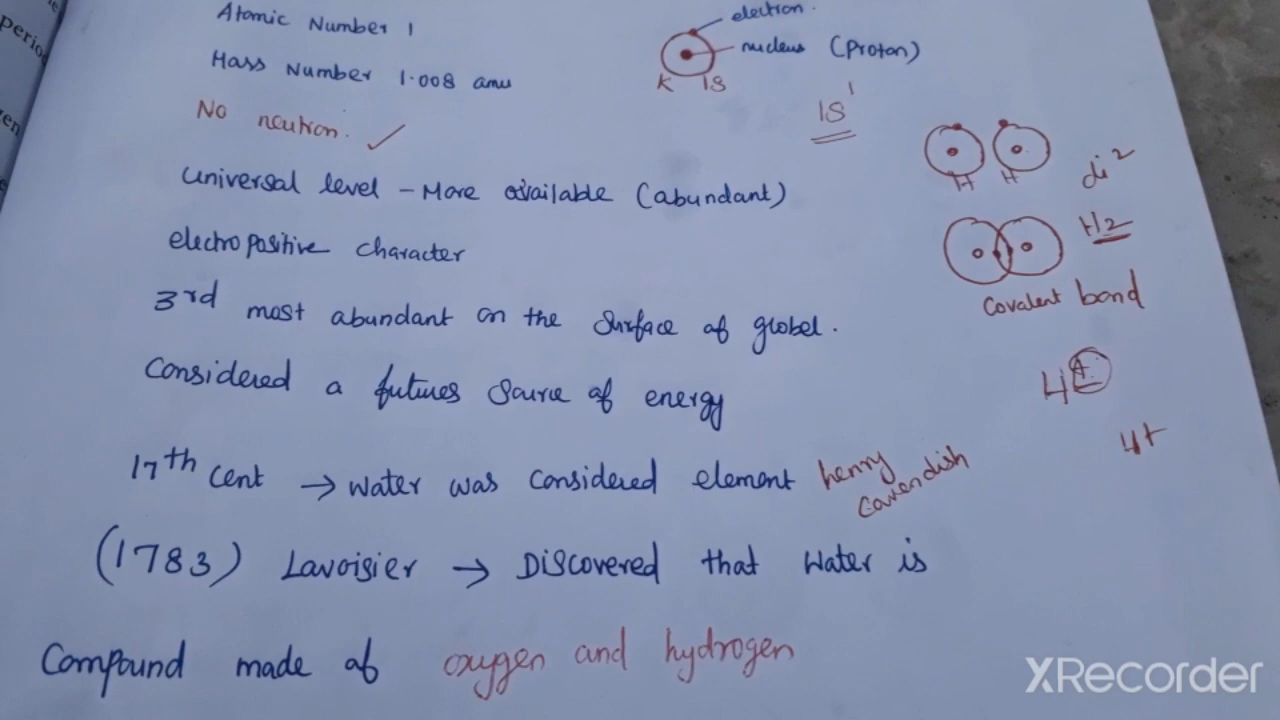 Atomic Number 1
electron.
Mass Number 1.008 amu
nucleus (Proton)
K 1S
No neutron. ✓
1S¹
H H
di²
universal level - More available (abundant)
H2
electropositive character
Covalent bond
3rd most abundant on the surface of globel.
Considered a futures source of energy
17th cent → water was considered element henry cavendish
(1783) Lavoisier → Discovered that water is
Compound made of oxygen and hydrogen
XRecorder